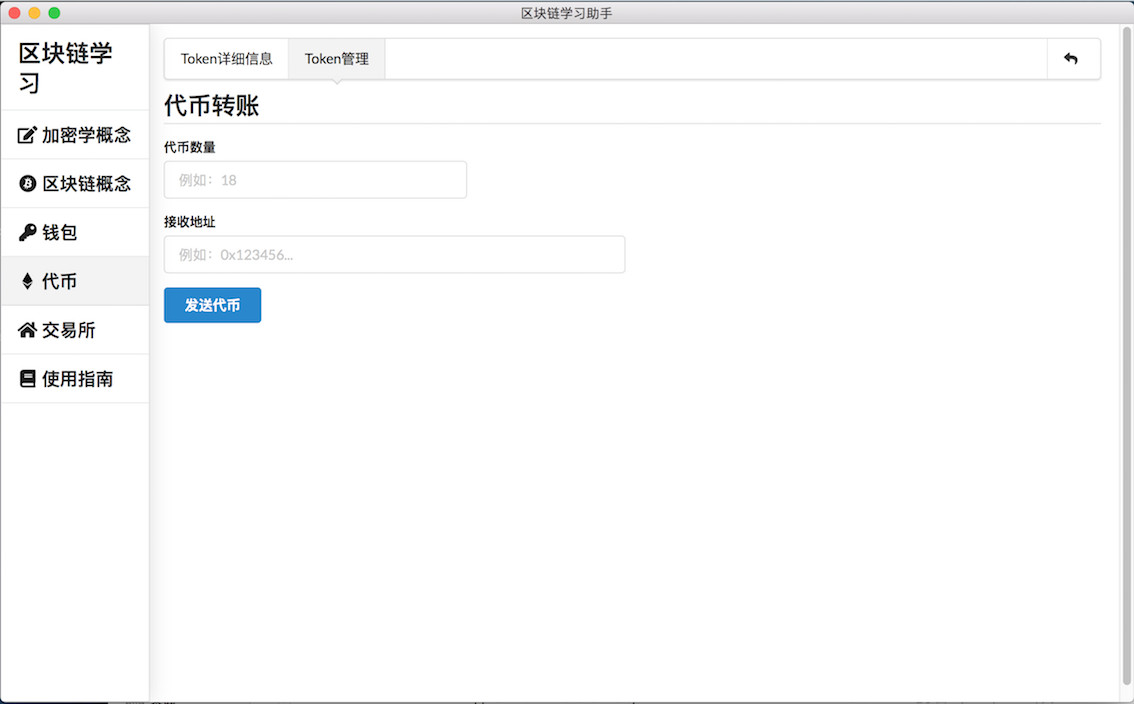 区块链学习助手
区块链学
习
加密学概念
区块链概念
钱包
代币
交易所
使用指南
Token详细信息
Token管理
代币转账
代币数量
例如：18
接收地址
例如：0x123456...
发送代币